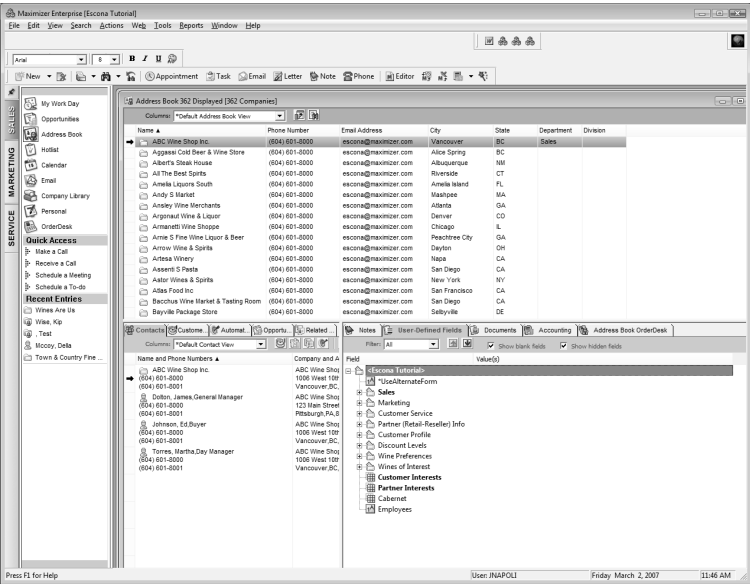 Maximizer Enterprise [Escona Tutorial]
File Edit View Search Actions Web Tools Reports Window Help
Arial 8 B I U
New Appointment Task Email Letter Note Phone Editor
SALES
MARKETING
SERVICE
My Work Day
Opportunities
Address Book
Hotlist
Calendar
Email
Company Library
Personal
OrderDesk
Quick Access
Make a Call
Receive a Call
Schedule a Meeting
Schedule a To-do
Recent Entries
Wines Are Us
Wise, Kip
, Test
Mccoy, Della
Town & Country Fine ...
Address Book 362 Displayed [362 Companies]
Columns: *Default Address Book View
Name Phone Number Email Address City State Department Division
ABC Wine Shop Inc. (604) 601-8000 escona@maximizer.com Vancouver BC Sales
Aggassi Cold Beer & Wine Store (604) 601-8000 escona@maximizer.com Alice Spring BC
Albert's Steak House (604) 601-8000 escona@maximizer.com Albuquerque NM
All The Best Spirits (604) 601-8000 escona@maximizer.com Riverside CT
Amelia Liquors South (604) 601-8000 escona@maximizer.com Amelia Island FL
Andy S Market (604) 601-8000 escona@maximizer.com Mashpee MA
Ansley Wine Merchants (604) 601-8000 escona@maximizer.com Atlanta GA
Argonaut Wine & Liquor (604) 601-8000 escona@maximizer.com Denver CO
Armanetti Wine Shoppe (604) 601-8000 escona@maximizer.com Chicago IL
Arnie S Fine Wine Liquor & Beer (604) 601-8000 escona@maximizer.com Peachtree City GA
Arrow Wine & Spirits (604) 601-8000 escona@maximizer.com Dayton OH
Artesa Winery (604) 601-8000 escona@maximizer.com Napa CA
Assenti S Pasta (604) 601-8000 escona@maximizer.com San Diego CA
Astor Wines & Spirits (604) 601-8000 escona@maximizer.com New York NY
Atlas Food Inc (604) 601-8000 escona@maximizer.com San Francisco CA
Bacchus Wine Market & Tasting Room (604) 601-8000 escona@maximizer.com San Diego CA
Bayville Package Store (604) 601-8000 escona@maximizer.com Selbyville DE
Contacts Custome... Automat... Opportu... Related ...
Columns: *Default Contact View
Name and Phone Numbers Company and A
ABC Wine Shop Inc. ABC Wine Shop
(604) 601-8000 1006 West 10th
(604) 601-8001 Vancouver,BC,
Dolton, James,General Manager ABC Wine Shop
(604) 601-8000 123 Main Street
(604) 601-8001 Pittsburgh,PA,8
Johnson, Ed,Buyer ABC Wine Shop
(604) 601-8000 1006 West 10th
(604) 601-8001 Vancouver,BC,
Torres, Martha,Day Manager ABC Wine Shop
(604) 601-8000 1006 West 10th
(604) 601-8001 Vancouver,BC,
Notes User-Defined Fields Documents Accounting Address Book OrderDesk
Filter: All Show blank fields Show hidden fields
Field Value(s)
<Escona Tutorial>
*UseAlternateForm
Sales
Marketing
Customer Service
Partner (Retail-Reseller) Info
Customer Profile
Discount Levels
Wine Preferences
Wines of Interest
Customer Interests
Partner Interests
Cabernet
Employees
Press F1 for Help User: JNAPOLI Friday March 2, 2007 11:46 AM